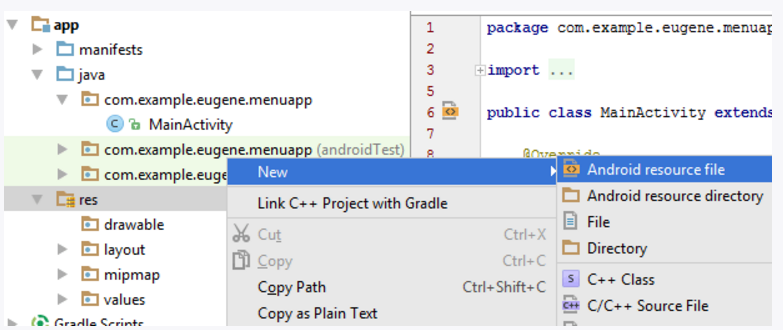 app
manifests
java
com.example.eugene.menuapp
MainActivity
com.example.eugene.menuapp (androidTest)
com.example.euge
res
drawable
layout
mipmap
values
Gradle Scripts
1 package com.example.eugene.menuap
2
3 import ...
5
6 public class MainActivity extends
7
8 @Override
New
Link C++ Project with Gradle
Cut Ctrl+X
Copy Ctrl+C
Copy Path Ctrl+Shift+C
Copy as Plain Text
Android resource file
Android resource directory
File
Directory
C++ Class
C/C++ Source File